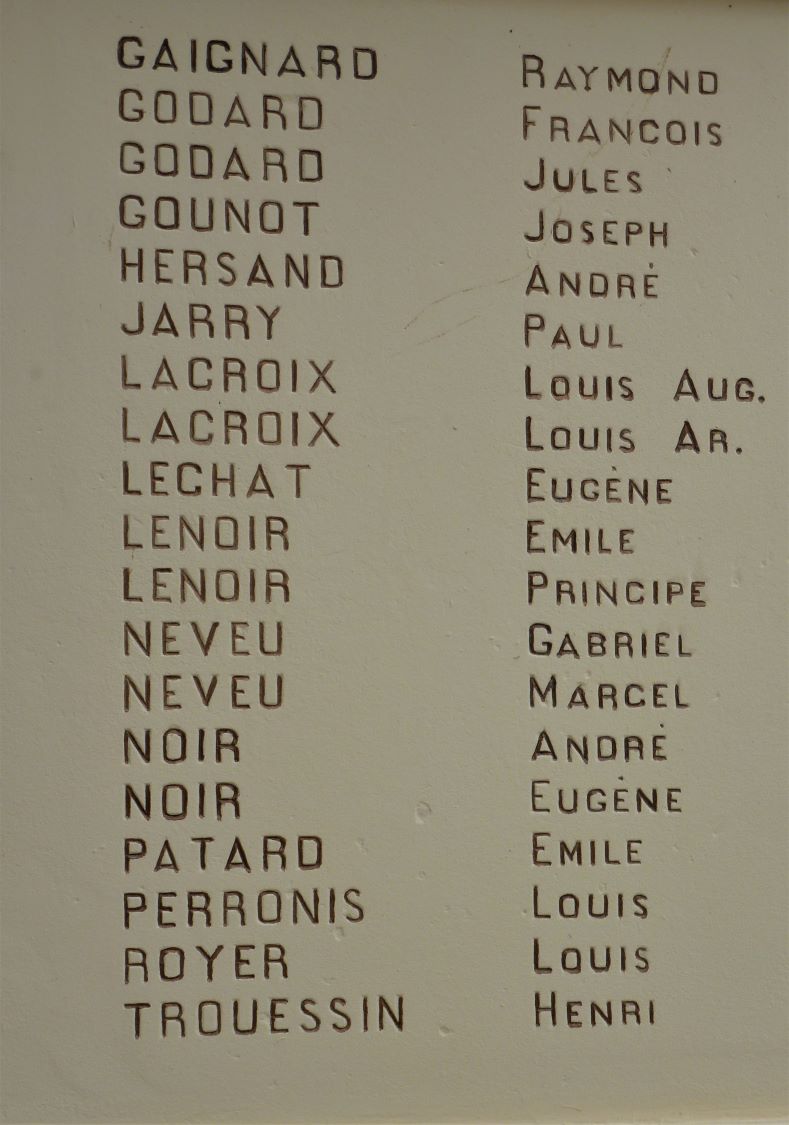 GAIGNARD RAYMOND
GODARD FRANCOIS
GODARD JULES
GOUNOT JOSEPH
HERSAND ANDRÉ
JARRY PAUL
LACROIX LOUIS AUG.
LACROIX LOUIS AR.
LECHAT EUGÈNE
LENOIR EMILE
LENOIR PRINCIPE
NEVEU GABRIEL
NEVEU MARCEL
NOIR ANDRÉ
NOIR EUGÈNE
PATARD EMILE
PERRONIS LOUIS
ROYER LOUIS
TROUESSIN HENRI